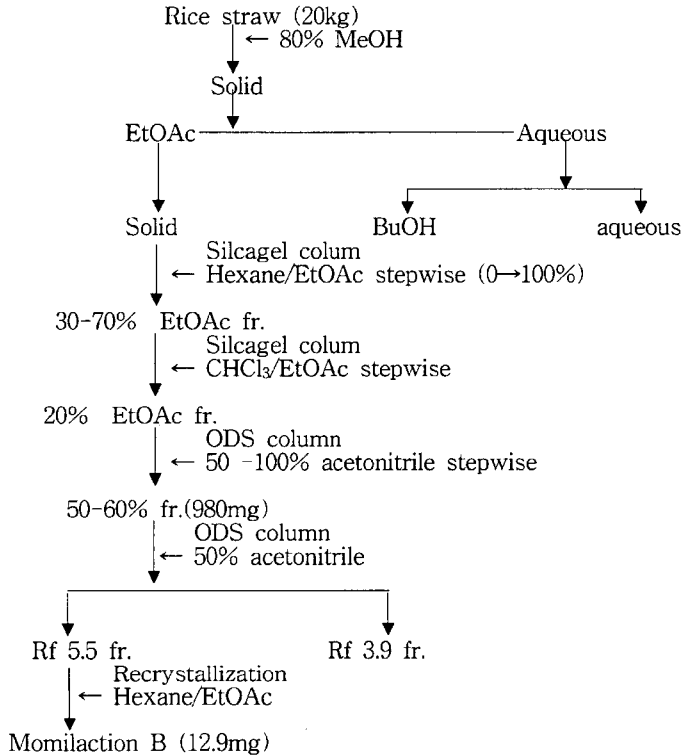 Rice straw (20kg)
← 80% MeOH
Solid
EtOAc
Aqueous
Solid
BuOH
aqueous
Silcagel colum
← Hexane/EtOAc stepwise (0→100%)
30-70% EtOAc fr.
Silcagel colum
← CHCl₃/EtOAc stepwise
20% EtOAc fr.
ODS column
← 50 -100% acetonitrile stepwise
50-60% fr.(980mg)
ODS column
← 50% acetonitrile
Rf 5.5 fr.
Rf 3.9 fr.
Recrystallization
← Hexane/EtOAc
Momilaction B (12.9mg)